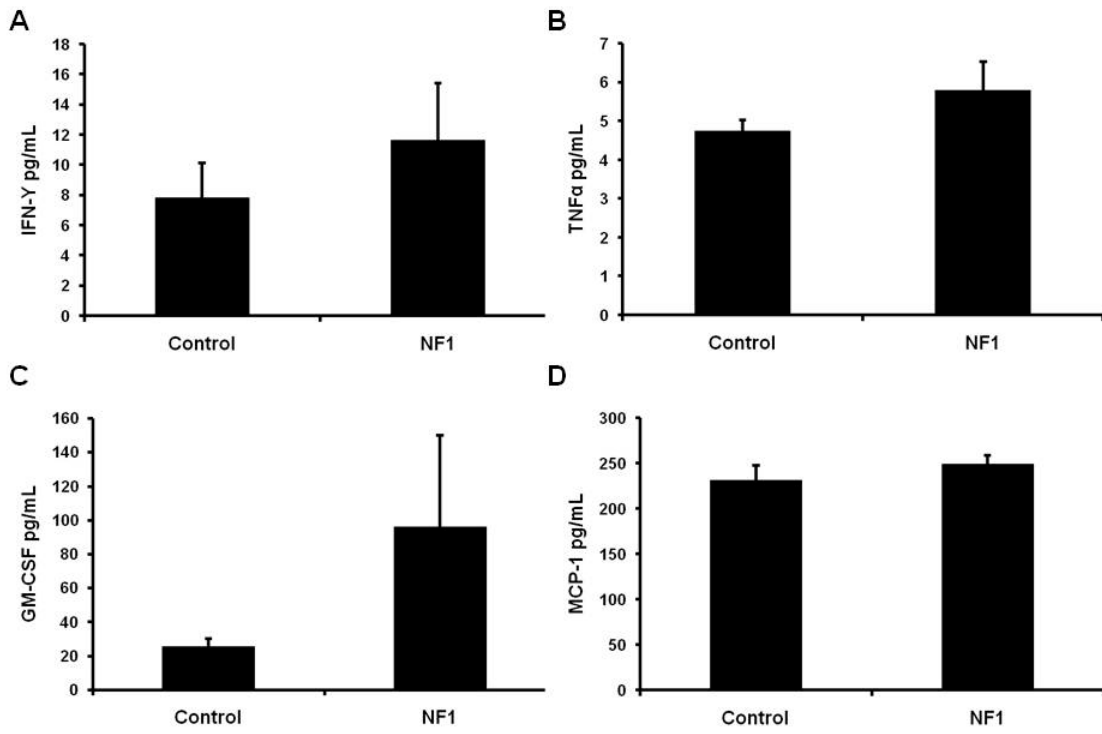 A
IFN-Y pg/mL
18
16
14
12
10
8
6
4
2
0
Control NF1
B
TNFα pg/mL
7
6
5
4
3
2
1
0
Control NF1
C
GM-CSF pg/mL
160
140
120
100
80
60
40
20
0
Control NF1
D
MCP-1 pg/mL
300
250
200
150
100
50
0
Control NF1